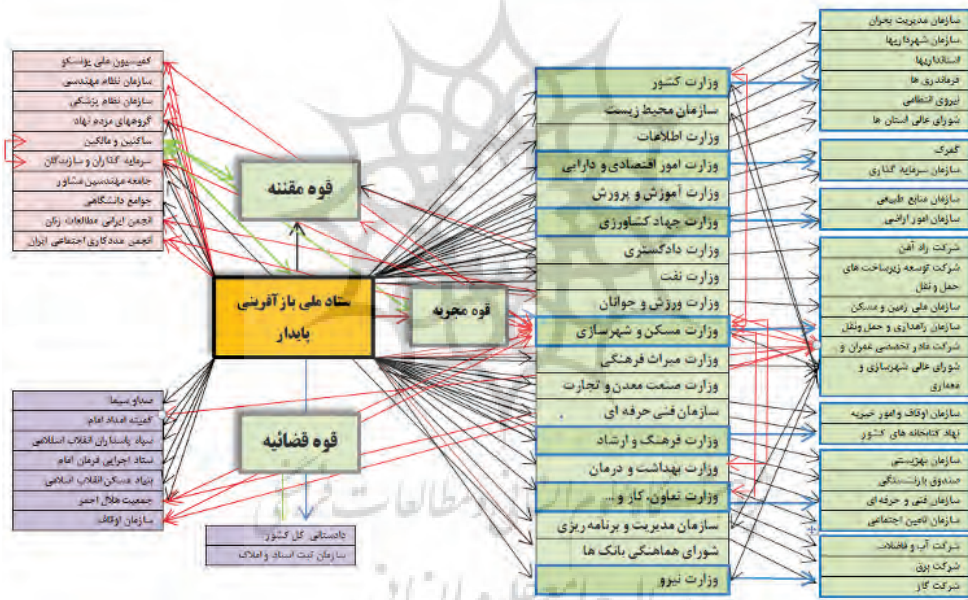 سازمان مدیریت بحران
سازمان شهرداریها
استانداریها
فرمانداری ها
نیروی انتظامی
شورای عالی استان ها
گمرک
سازمان سرمایه گذاری
سازمان منابع طبیعی
سازمان امور اراضی
شرکت راه آهن
شرکت توسعه زیرساخت های
حمل و نقل
سازمان ملی زمین و مسکن
سازمان راهداری و حمل ونقل
شرکت مادر تخصصی عمران و
شورای عالی شهرسازی و
معماری
سازمان اوقاف و امور خیریه
نهاد کتابخانه های کشور
سازمان بهزیستی
صندوق بازنشستگی
سازمان فنی و حرفه ای
سازمان تامین اجتماعی
شرکت آب و فاضلاب
شرکت برق
شرکت گاز
وزارت کشور
سازمان محیط زیست
وزارت اطلاعات
وزارت امور اقتصادی و دارایی
وزارت آموزش و پرورش
وزارت جهاد کشاورزی
وزارت دادگستری
وزارت نفت
وزارت ورزش و جوانان
وزارت مسکن و شهرسازی
وزارت میراث فرهنگی
وزارت صنعت معدن و تجارت
سازمان فنی حرفه ای
وزارت فرهنگ و ارشاد
وزارت بهداشت و درمان
وزارت تعاون، کار و ...
سازمان مدیریت و برنامه ریزی
شورای هماهنگی بانک ها
وزارت نیرو
قوه مقننه
قوه مجریه
ستاد ملی بازآفرینی
پایدار
قوه قضائیه
دادستانی کل کشور
سازمان ثبت اسناد و املاک
کمیسیون ملی یونسکو
سازمان نظام مهندسی
سازمان نظام پزشکی
گروههای مردم نهاد
ساکنین و مالکین
سرمایه گذاران و سازندگان
جامعه مهندسین مشاور
جوامع دانشگاهی
انجمن ایرانی مطالعات زنان
انجمن مددکاری اجتماعی ایران
صداو سیما
کمیته امداد امام
سپاه پاسداران انقلاب اسلامی
ستاد اجرایی فرمان امام
بنیاد مسکن انقلاب اسلامی
جمعیت هلال احمر
سازمان اوقاف